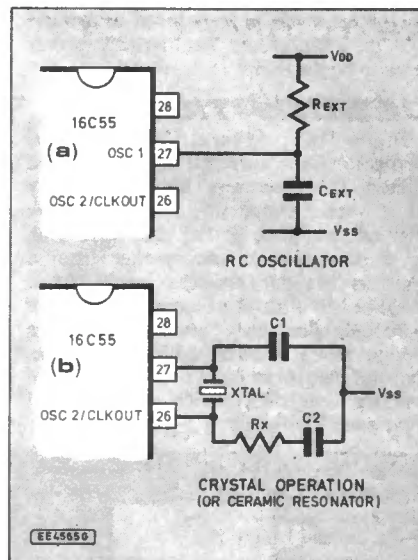 VDD
28
REXT
16C55
(a)
OSC 1
27
CEXT
OSC 2/CLKOUT
26
VSS
RC OSCILLATOR
28
16C55
C1
(b)
27
XTAL
VSS
OSC 2/CLKOUT
26
RX
C2
CRYSTAL OPERATION
(OR CERAMIC RESONATOR)
EE4565G